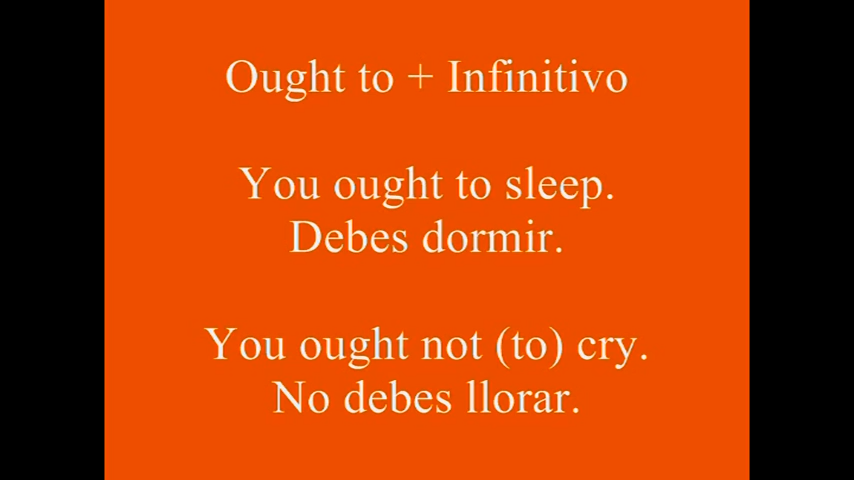 Ought to + Infinitivo
You ought to sleep.
Debes dormir.
You ought not (to) cry.
No debes llorar.